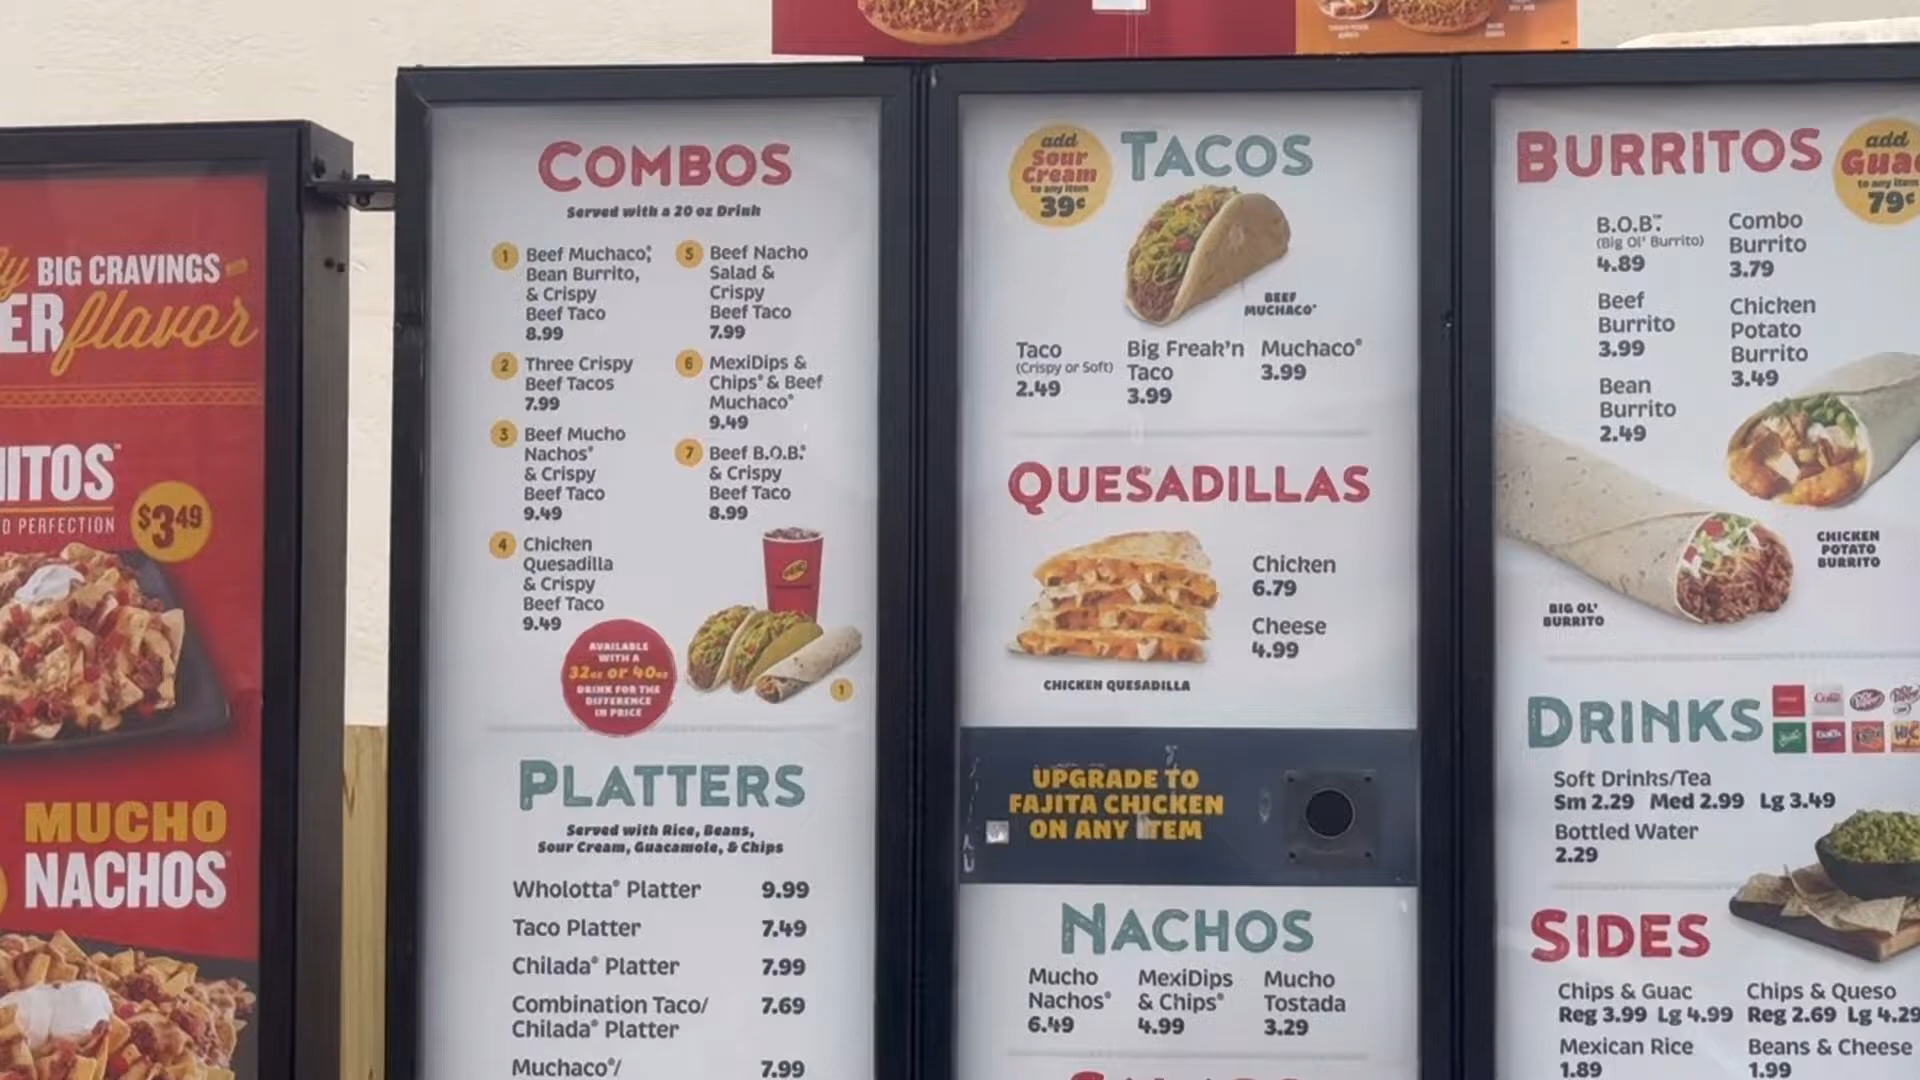 BIG CRAVINGS
ER flavor
ITOS™
O PERFECTION
$3.49
MUCHO
NACHOS
COMBOS
Served with a 20 oz Drink
1 Beef Muchaco®,
Bean Burrito,
& Crispy
Beef Taco
8.99
2 Three Crispy
Beef Tacos
7.99
3 Beef Mucho
Nachos®
& Crispy
Beef Taco
9.49
4 Chicken
Quesadilla
& Crispy
Beef Taco
9.49
5 Beef Nacho
Salad &
Crispy
Beef Taco
7.99
6 MexiDips &
Chips® & Beef
Muchaco®
9.49
7 Beef B.O.B.®
& Crispy
Beef Taco
8.99
AVAILABLE
WITH A
32oz or 40oz
DRINK FOR THE
DIFFERENCE
IN PRICE
1
PLATTERS
Served with Rice, Beans,
Sour Cream, Guacamole, & Chips
Wholotta® Platter 9.99
Taco Platter 7.49
Chilada® Platter 7.99
Combination Taco/ 7.69
Chilada® Platter
Muchaco®/ 7.99
add
Sour
Cream
to any item
39¢
TACOS
BEEF
MUCHACO®
Taco
(Crispy or Soft)
2.49
Big Freak'n
Taco
3.99
Muchaco®
3.99
QUESADILLAS
Chicken
6.79
Cheese
4.99
CHICKEN QUESADILLA
UPGRADE TO
FAJITA CHICKEN
ON ANY ITEM
NACHOS
Mucho
Nachos®
6.49
MexiDips
& Chips®
4.99
Mucho
Tostada
3.29
BURRITOS
add
Guac
to any item
79¢
B.O.B.™
(Big Ol' Burrito)
4.89
Beef
Burrito
3.99
Bean
Burrito
2.49
Combo
Burrito
3.79
Chicken
Potato
Burrito
3.49
CHICKEN
POTATO
BURRITO
BIG OL'
BURRITO
DRINKS
Soft Drinks/Tea
Sm 2.29 Med 2.99 Lg 3.49
Bottled Water
2.29
SIDES
Chips & Guac
Reg 3.99 Lg 4.99
Chips & Queso
Reg 2.69 Lg 4.29
Mexican Rice
1.89
Beans & Cheese
1.99